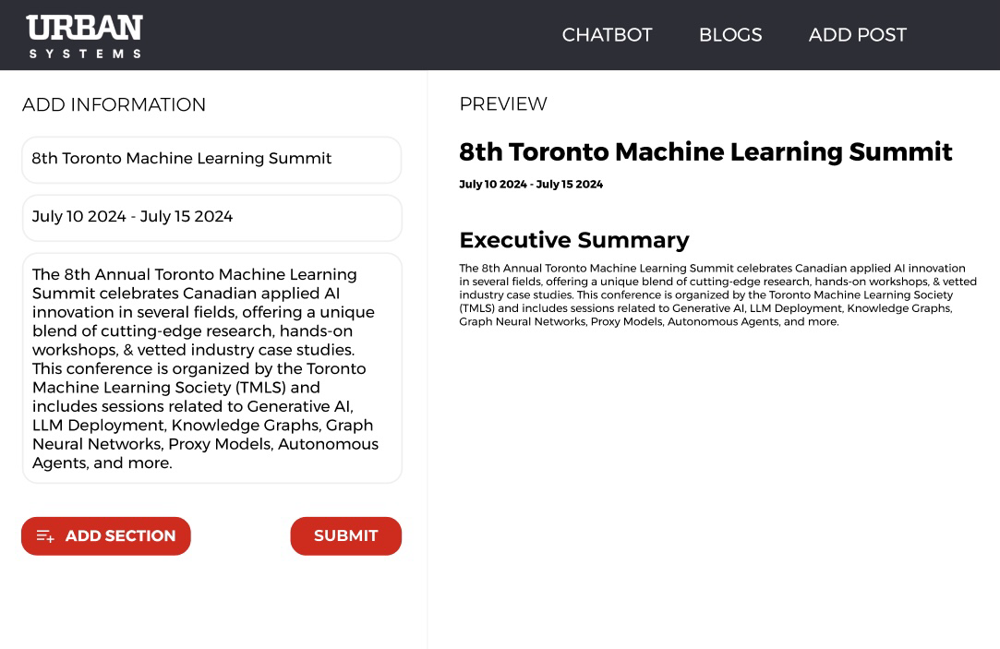 URBAN
SYSTEMS
CHATBOT
BLOGS
ADD POST
ADD INFORMATION
8th Toronto Machine Learning Summit
July 10 2024 - July 15 2024
The 8th Annual Toronto Machine Learning
Summit celebrates Canadian applied AI
innovation in several fields, offering a unique
blend of cutting-edge research, hands-on
workshops, & vetted industry case studies.
This conference is organized by the Toronto
Machine Learning Society (TMLS) and
includes sessions related to Generative AI,
LLM Deployment, Knowledge Graphs, Graph
Neural Networks, Proxy Models, Autonomous
Agents, and more.
ADD SECTION
SUBMIT
PREVIEW
8th Toronto Machine Learning Summit
July 10 2024 - July 15 2024
Executive Summary
The 8th Annual Toronto Machine Learning Summit celebrates Canadian applied AI innovation
in several fields, offering a unique blend of cutting-edge research, hands-on workshops, & vetted
industry case studies. This conference is organized by the Toronto Machine Learning Society
(TMLS) and includes sessions related to Generative AI, LLM Deployment, Knowledge Graphs,
Graph Neural Networks, Proxy Models, Autonomous Agents, and more.